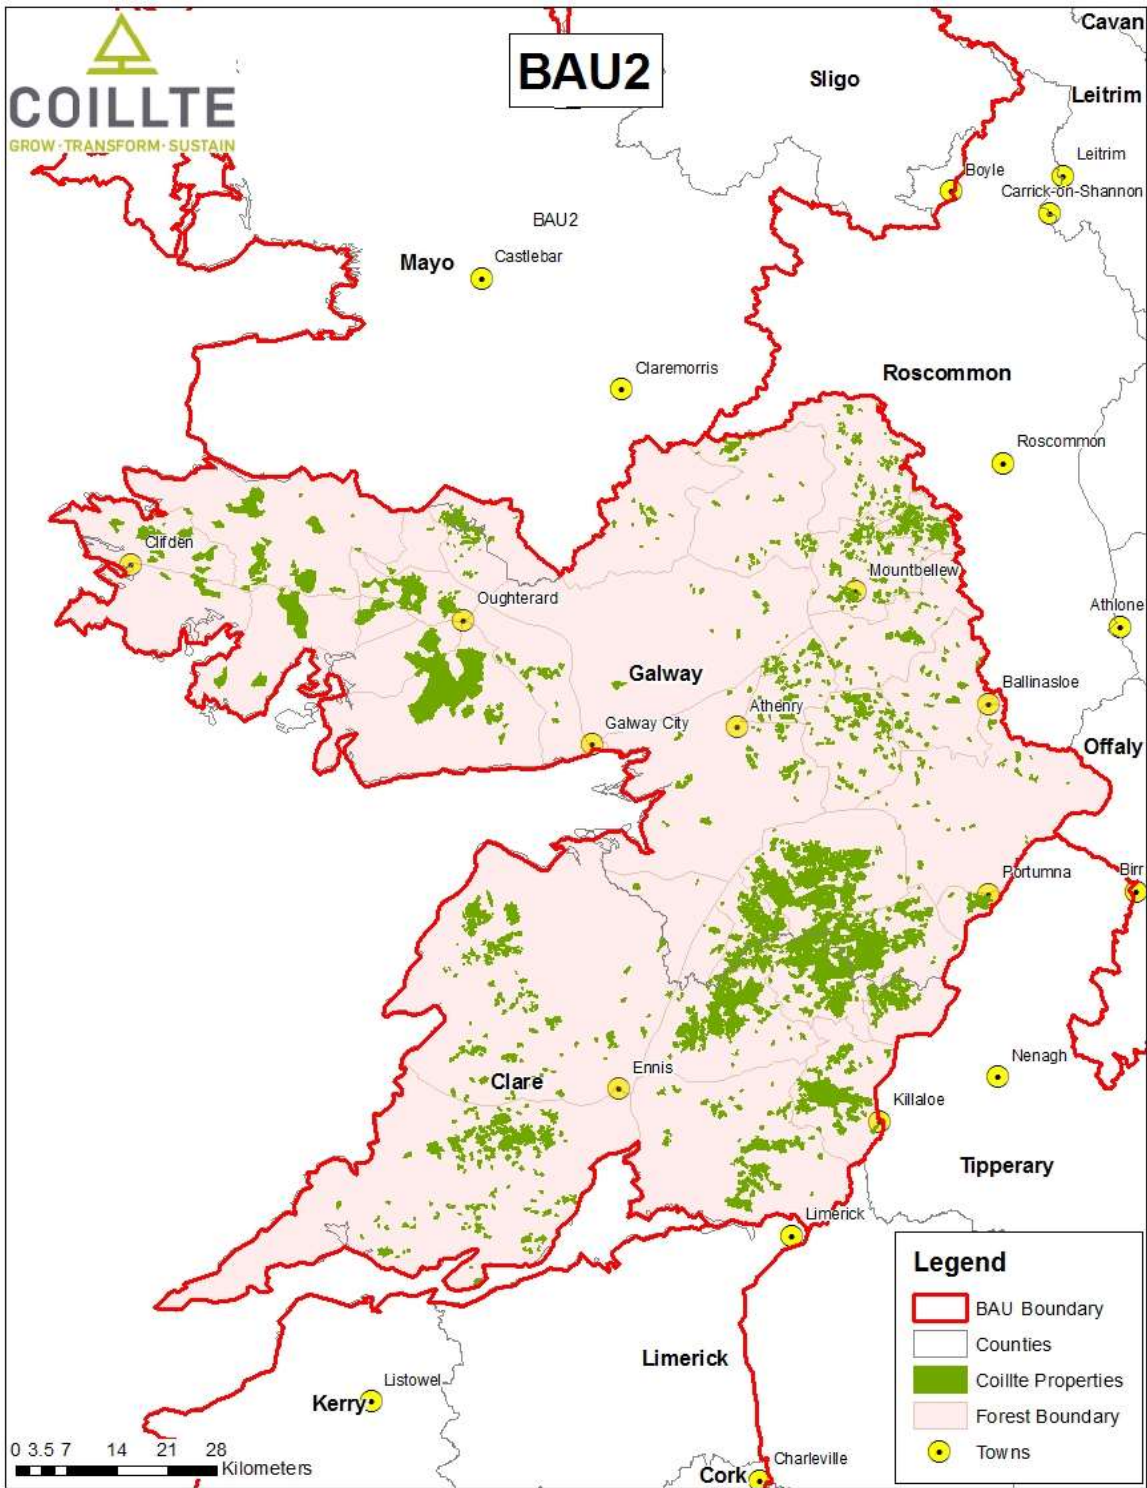 COILLTE
GROW·TRANSFORM·SUSTAIN
BAU2
Cavan
Sligo
Leitrim
Leitrim
Boyle
Carrick-on-Shannon
BAU2
Mayo
Castlebar
Claremorris
Roscommon
Roscommon
Clifden
Mountbellew
Oughterard
Athlone
Galway
Ballinasloe
Athenry
Galway City
Offaly
Portumna
Birr
Ennis
Nenagh
Clare
Killaloe
Tipperary
Limerick
Limerick
Listowel
Kerry
Charleville
Cork
0 3.5 7 14 21 28
Kilometers
Legend
BAU Boundary
Counties
Coillte Properties
Forest Boundary
Towns